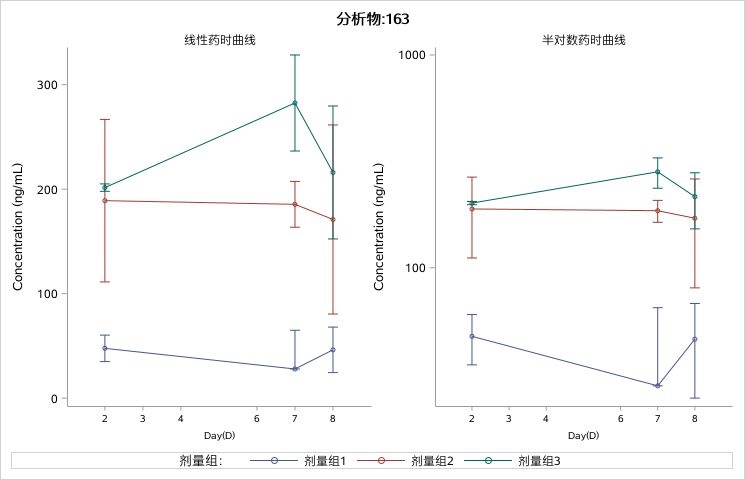 分析物:163
线性药时曲线
半对数药时曲线
Concentration (ng/mL)
300
200
100
0
2 3 4 6 7 8
Day(D)
Concentration (ng/mL)
1000
100
2 3 4 6 7 8
Day(D)
剂量组: 剂量组1 剂量组2 剂量组3